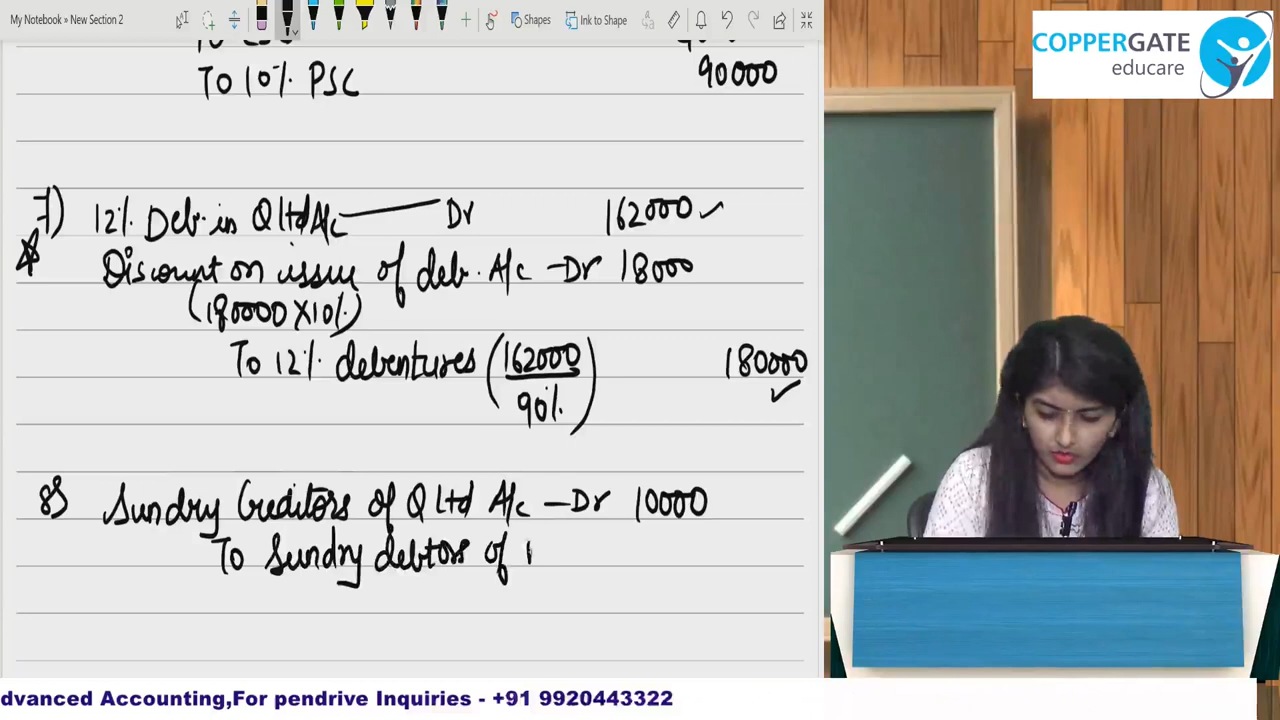 My Notebook » New Section 2
Shapes
Ink to Shape
COPPERGATE
educare
To 10% PSC 90000
7) 12% Deb. in Q Ltd A/c Dr 162000 ✓
Discount on issue of deb. A/c - Dr 18000
(180000 X 10%)
To 12% debentures (162000 / 90%) 180000 ✓
8) Sundry Creditors of Q Ltd A/c - Dr 10000
To Sundry debtors of
dvanced Accounting,For pendrive Inquiries - +91 9920443322